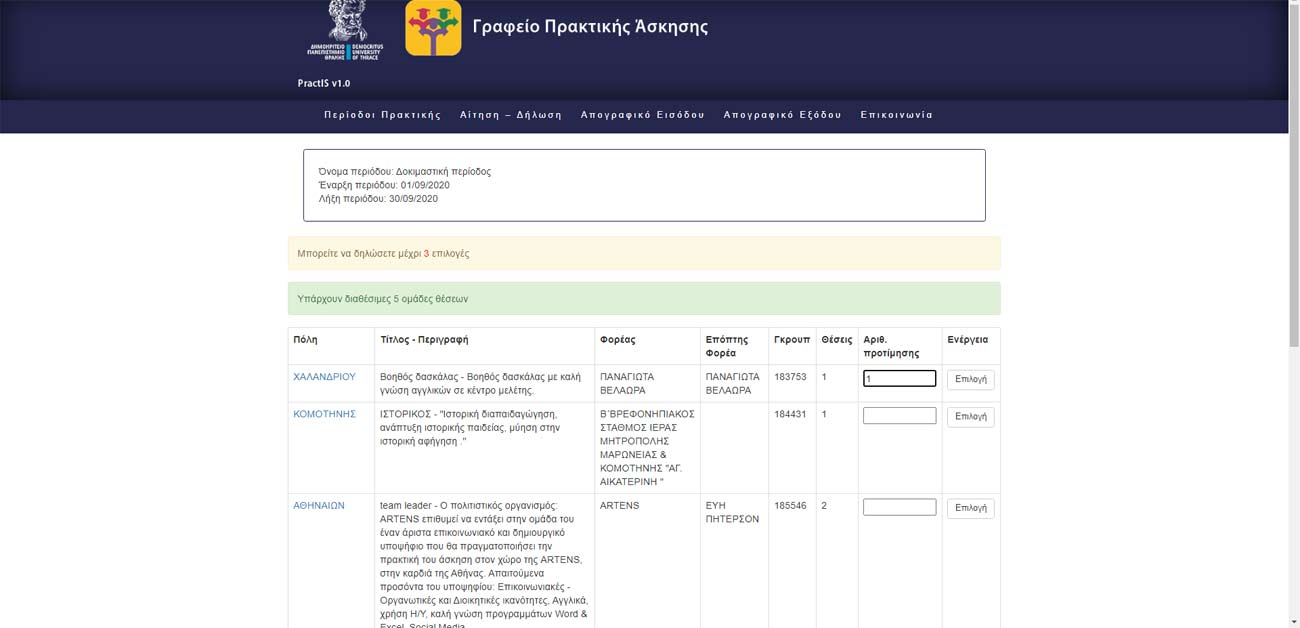 ΔΗΜΟΚΡΙΤΕΙΟ DEMOCRITUS
ΠΑΝΕΠΙΣΤΗΜΙΟ UNIVERSITY
ΘΡΑΚΗΣ OF THRACE
Γραφείο Πρακτικής Άσκησης
PractIS v1.0
Περίοδοι Πρακτικής Αίτηση – Δήλωση Απογραφικό Εισόδου Απογραφικό Εξόδου Επικοινωνία
Όνομα περιόδου: Δοκιμαστική περίοδος
Έναρξη περιόδου: 01/09/2020
Λήξη περιόδου: 30/09/2020
Μπορείτε να δηλώσετε μέχρι 3 επιλογές
Υπάρχουν διαθέσιμες 5 ομάδες θέσεων
Πόλη Τίτλος - Περιγραφή Φορέας Επόπτης Γκρουπ Θέσεις Αριθ. Ενέργεια
Φορέα προτίμησης
ΧΑΛΑΝΔΡΙΟΥ Βοηθός δασκάλας - Βοηθός δασκάλας με καλή ΠΑΝΑΓΙΩΤΑ ΠΑΝΑΓΙΩΤΑ 183753 1 1 Επιλογή
γνώση αγγλικών σε κέντρο μελέτης. ΒΕΛΑΩΡΑ ΒΕΛΑΩΡΑ
ΚΟΜΟΤΗΝΗΣ ΙΣΤΟΡΙΚΟΣ - "Ιστορική διαπαιδαγώγηση, Β΄ΒΡΕΦΟΝΗΠΙΑΚΟΣ 184431 1 Επιλογή
ανάπτυξη ιστορικής παιδείας, μύηση στην ΣΤΑΘΜΟΣ ΙΕΡΑΣ
ιστορική αφήγηση ." ΜΗΤΡΟΠΟΛΗΣ
ΜΑΡΩΝΕΙΑΣ &
ΚΟΜΟΤΗΝΗΣ "ΑΓ.
ΑΙΚΑΤΕΡΙΝΗ "
ΑΘΗΝΑΙΩΝ team leader - Ο πολιτιστικός οργανισμός: ARTENS ΕΥΗ 185546 2 Επιλογή
ARTENS επιθυμεί να εντάξει στην ομάδα του ΠΗΤΕΡΣΟΝ
έναν άριστα επικοινωνιακό και δημιουργικό
υποψήφιο που θα πραγματοποιήσει την
πρακτική του άσκηση στον χώρο της ARTENS,
στην καρδιά της Αθήνας. Απαιτούμενα
προσόντα του υποψηφίου: Επικοινωνιακές -
Οργανωτικές και Διοικητικές ικανότητες, Αγγλικά,
χρήση Η/Υ, καλή γνώση προγραμμάτων Word &
Excel, Social Media